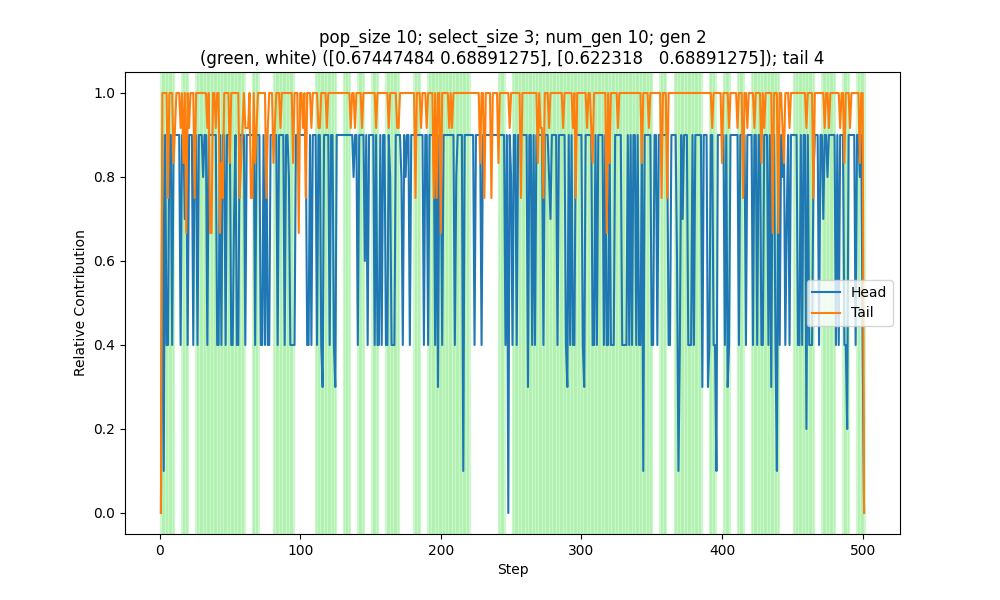 pop_size 10; select_size 3; num_gen 10; gen 2
(green, white) ([0.67447484 0.68891275], [0.622318   0.68891275]); tail 4
1.0
0.8
0.6
0.4
0.2
0.0
Relative Contribution
Head
Tail
0
100
200
300
400
500
Step